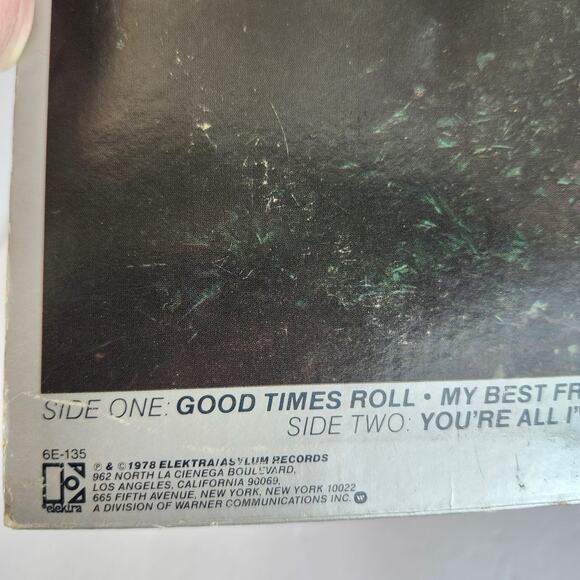 SIDE ONE: GOOD TIMES ROLL • MY BEST FR
SIDE TWO: YOU'RE ALL I'
6E-135
℗ & © 1978 ELEKTRA/ASYLUM RECORDS
962 NORTH LA CIENEGA BOULEVARD,
LOS ANGELES, CALIFORNIA 90069,
665 FIFTH AVENUE, NEW YORK, NEW YORK 10022
A DIVISION OF WARNER COMMUNICATIONS INC.
elektra